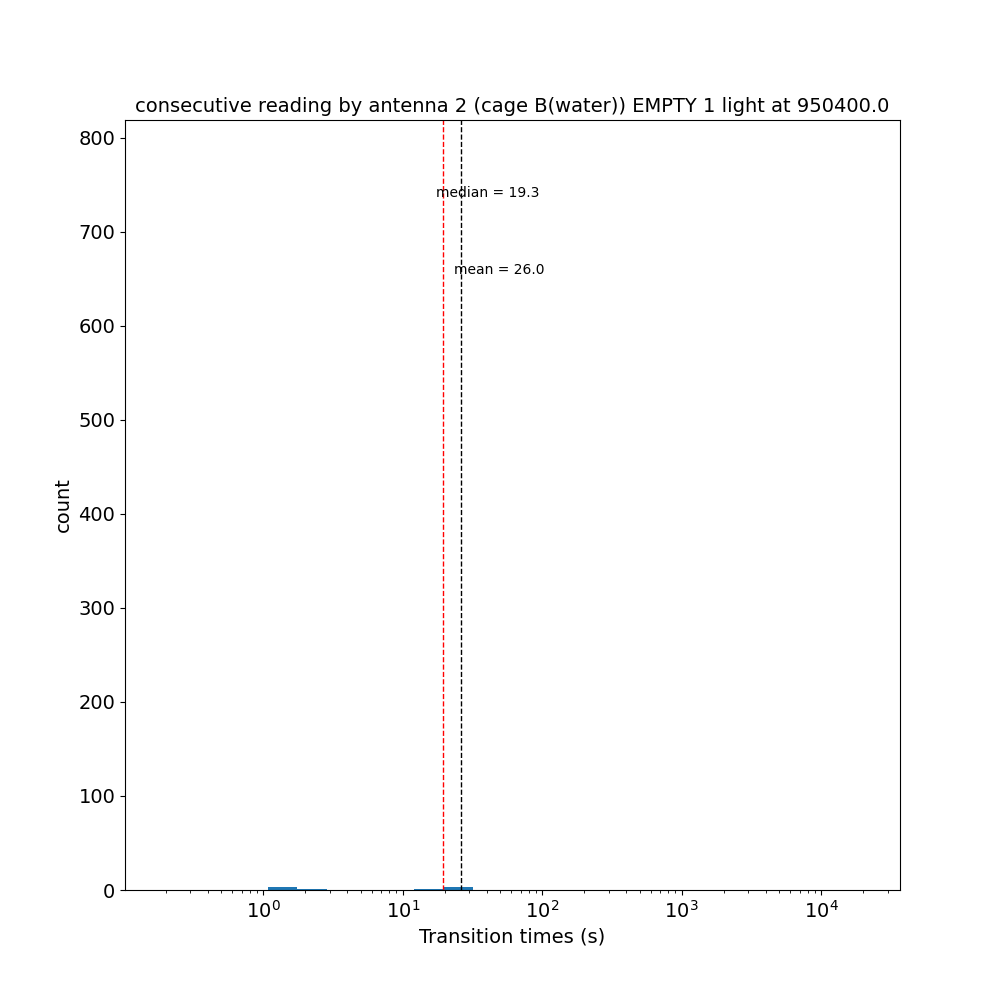 consecutive reading by antenna 2 (cage B(water)) EMPTY 1 light at 950400.0
800
700
600
500
400
300
200
100
0
count
median = 19.3
mean = 26.0
10⁰
10¹
10²
10³
10⁴
Transition times (s)